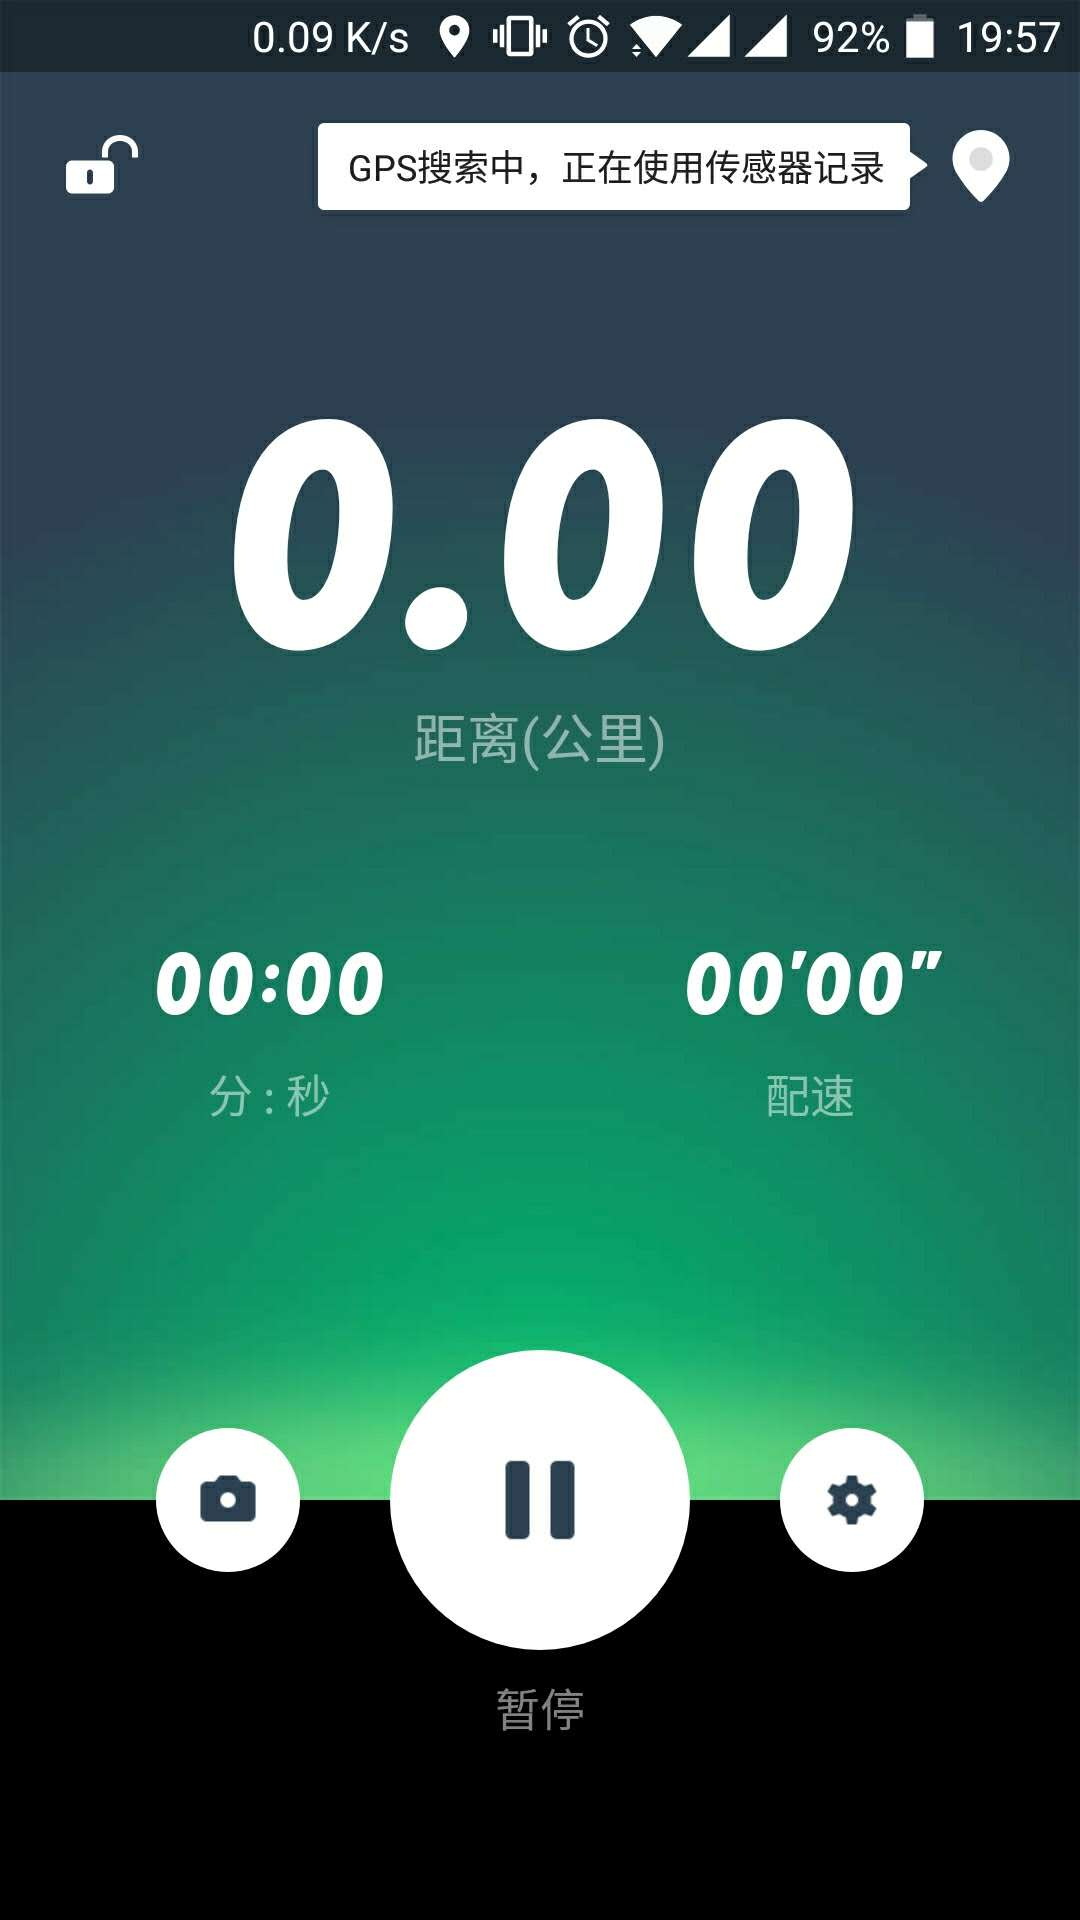 0.09 K/s 92% 19:57
GPS搜索中，正在使用传感器记录
0.00
距离(公里)
00:00 00'00"
分 : 秒 配速
暂停